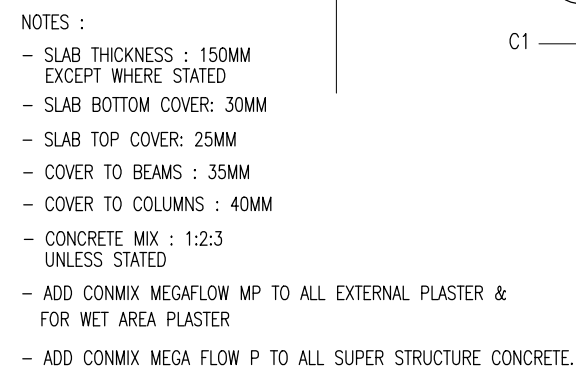 NOTES :
C1
– SLAB THICKNESS : 150MM
EXCEPT WHERE STATED
– SLAB BOTTOM COVER: 30MM
– SLAB TOP COVER: 25MM
– COVER TO BEAMS : 35MM
– COVER TO COLUMNS : 40MM
– CONCRETE MIX : 1:2:3
UNLESS STATED
– ADD CONMIX MEGAFLOW MP TO ALL EXTERNAL PLASTER &
FOR WET AREA PLASTER
– ADD CONMIX MEGA FLOW P TO ALL SUPER STRUCTURE CONCRETE.